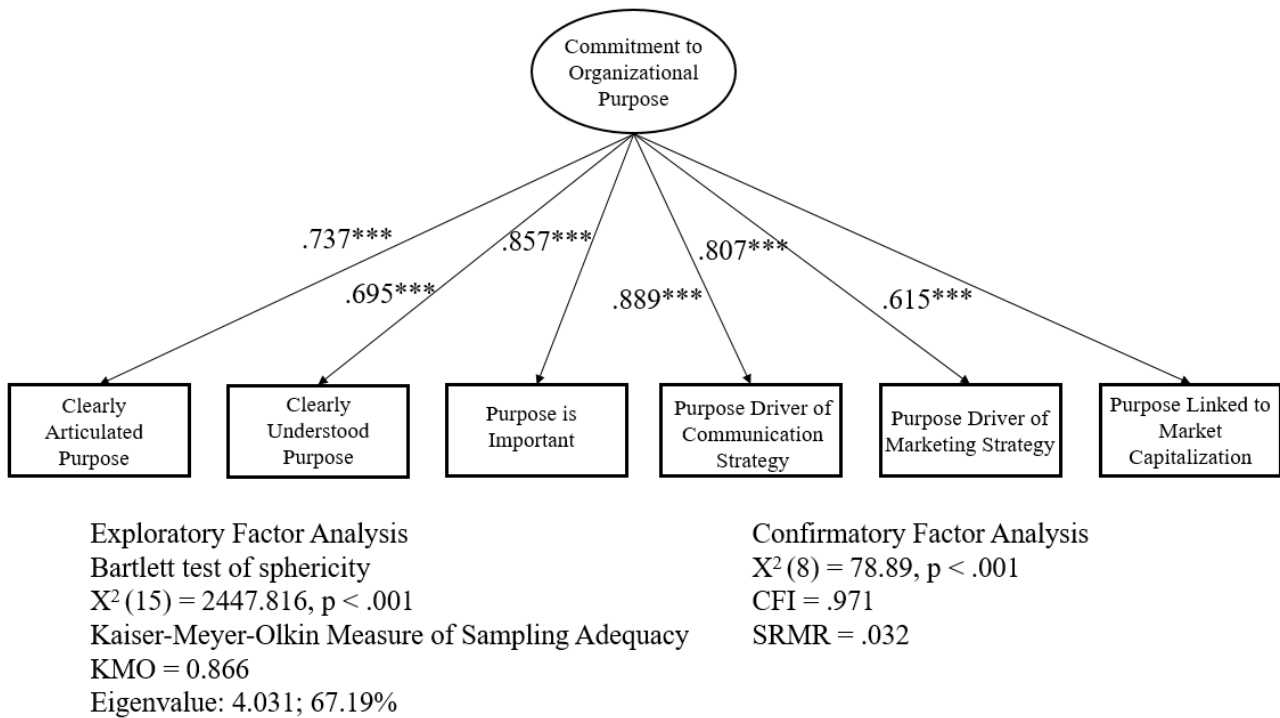 Commitment to
Organizational
Purpose
.737***
.695***
.857***
.889***
.807***
.615***
Clearly
Articulated
Purpose
Clearly
Understood
Purpose
Purpose is
Important
Purpose Driver of
Communication
Strategy
Purpose Driver of
Marketing Strategy
Purpose Linked to
Market
Capitalization
Exploratory Factor Analysis
Bartlett test of sphericity
X² (15) = 2447.816, p < .001
Kaiser-Meyer-Olkin Measure of Sampling Adequacy
KMO = 0.866
Eigenvalue: 4.031; 67.19%
Confirmatory Factor Analysis
X² (8) = 78.89, p < .001
CFI = .971
SRMR = .032